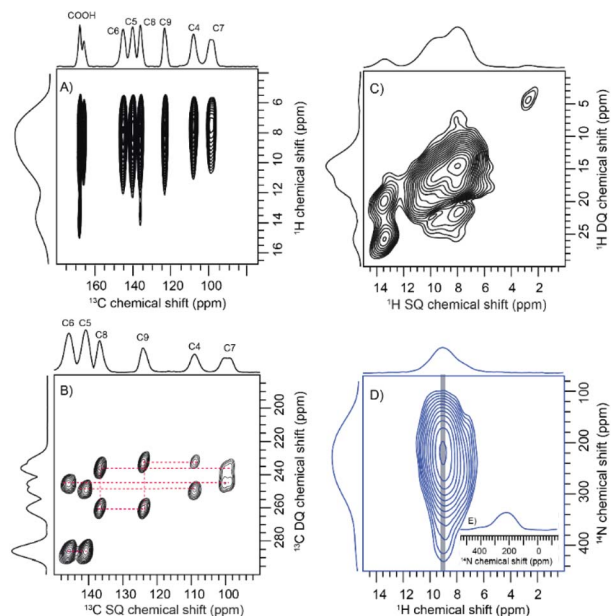 COOH
C6
C5
C8
C9
C4
C7
A)
6
8
10
12
14
16
¹H chemical shift (ppm)
160
140
120
100
¹³C chemical shift (ppm)
C)
5
10
15
20
25
¹H DQ chemical shift (ppm)
14
12
10
8
6
4
2
¹H SQ chemical shift (ppm)
C6
C5
C8
C9
C4
C7
B)
200
220
240
260
280
¹³C DQ chemical shift (ppm)
140
130
120
110
100
¹³C SQ chemical shift (ppm)
D)
100
200
300
400
¹⁴N chemical shift (ppm)
E)
400
200
0
¹⁴N chemical shift (ppm)
14
12
10
8
6
4
2
¹H chemical shift (ppm)